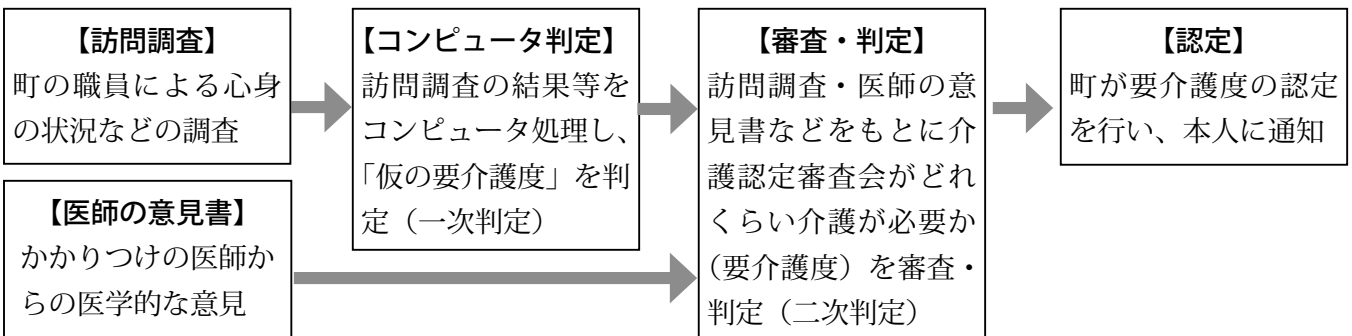 【訪問調査】
町の職員による心身
の状況などの調査
【医師の意見書】
かかりつけの医師か
らの医学的な意見
【コンピュータ判定】
訪問調査の結果等を
コンピュータ処理し、
「仮の要介護度」を判
定（一次判定）
【審査・判定】
訪問調査・医師の意
見書などをもとに介
護認定審査会がどれ
くらい介護が必要か
（要介護度）を審査・
判定（二次判定）
【認定】
町が要介護度の認定
を行い、本人に通知